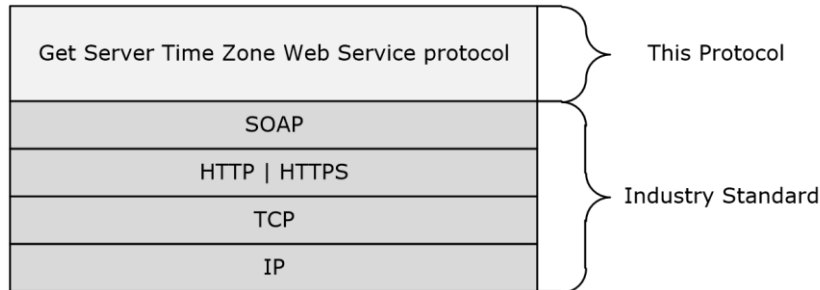 Get Server Time Zone Web Service protocol
This Protocol
SOAP
HTTP | HTTPS
Industry Standard
TCP
IP